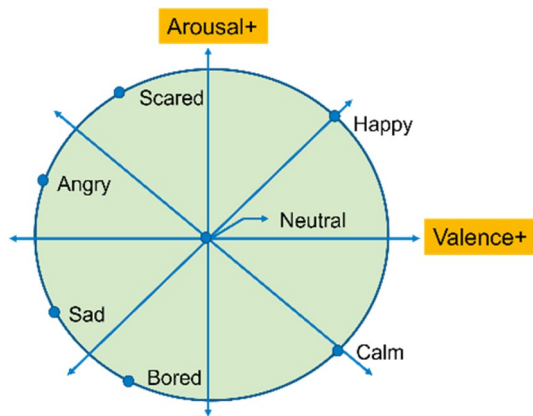 Arousal+
Scared
Happy
Angry
Neutral
Valence+
Sad
Calm
Bored